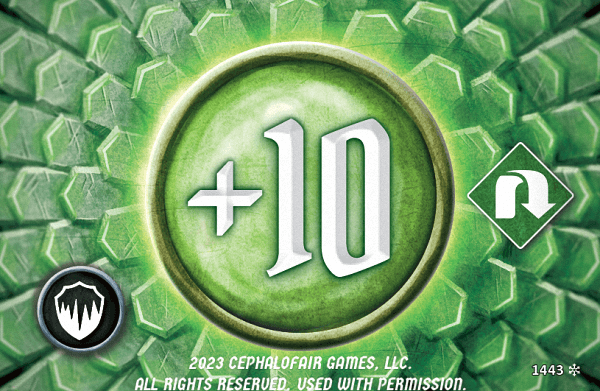 +10
2023 CEPHALOFAIR GAMES, LLC.
ALL RIGHTS RESERVED. USED WITH PERMISSION.
1443 ✻